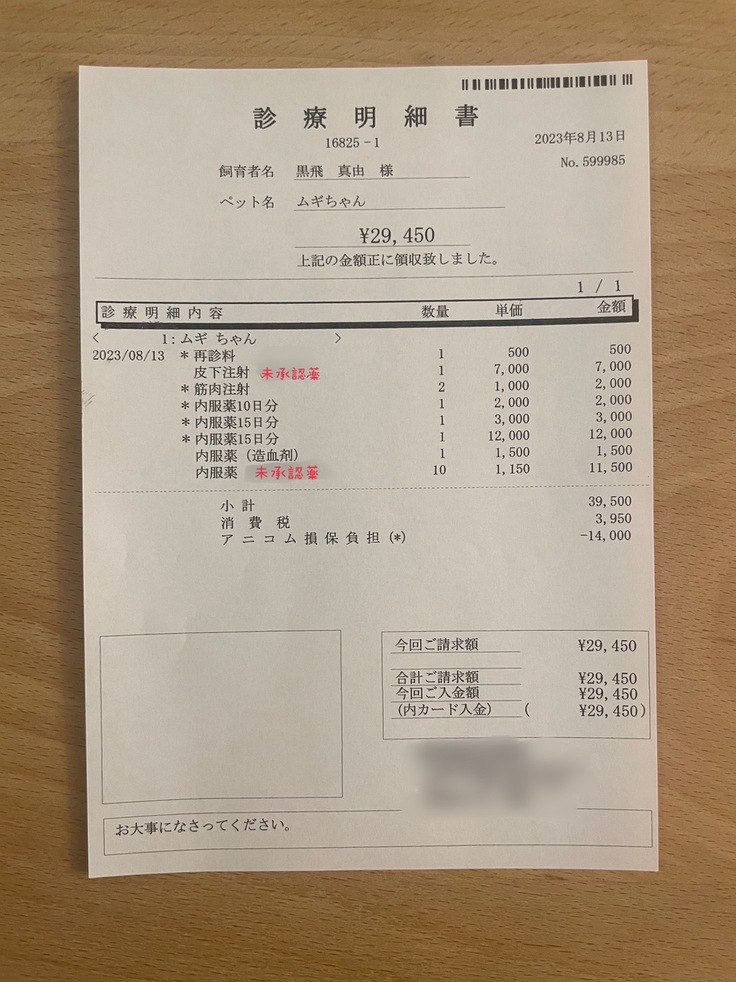 診療明細書
16825-1
2023年8月13日
No.599985
飼育者名 黒飛 真由 様
ペット名 ムギちゃん
¥29,450
上記の金額正に領収致しました。
1 / 1
診療明細内容 数量 単価 金額
< 1:ムギ ちゃん >
2023/08/13 *再診料 1 500 500
皮下注射 未承認薬 1 7,000 7,000
*筋肉注射 2 1,000 2,000
*内服薬10日分 1 2,000 2,000
*内服薬15日分 1 3,000 3,000
*内服薬15日分 1 12,000 12,000
内服薬(造血剤) 1 1,500 1,500
内服薬 未承認薬 10 1,150 11,500
小計 39,500
消費税 3,950
アニコム損保負担(*) -14,000
今回ご請求額 ¥29,450
合計ご請求額 ¥29,450
今回ご入金額 ¥29,450
(内カード入金) ( ¥29,450)
お大事になさってください。